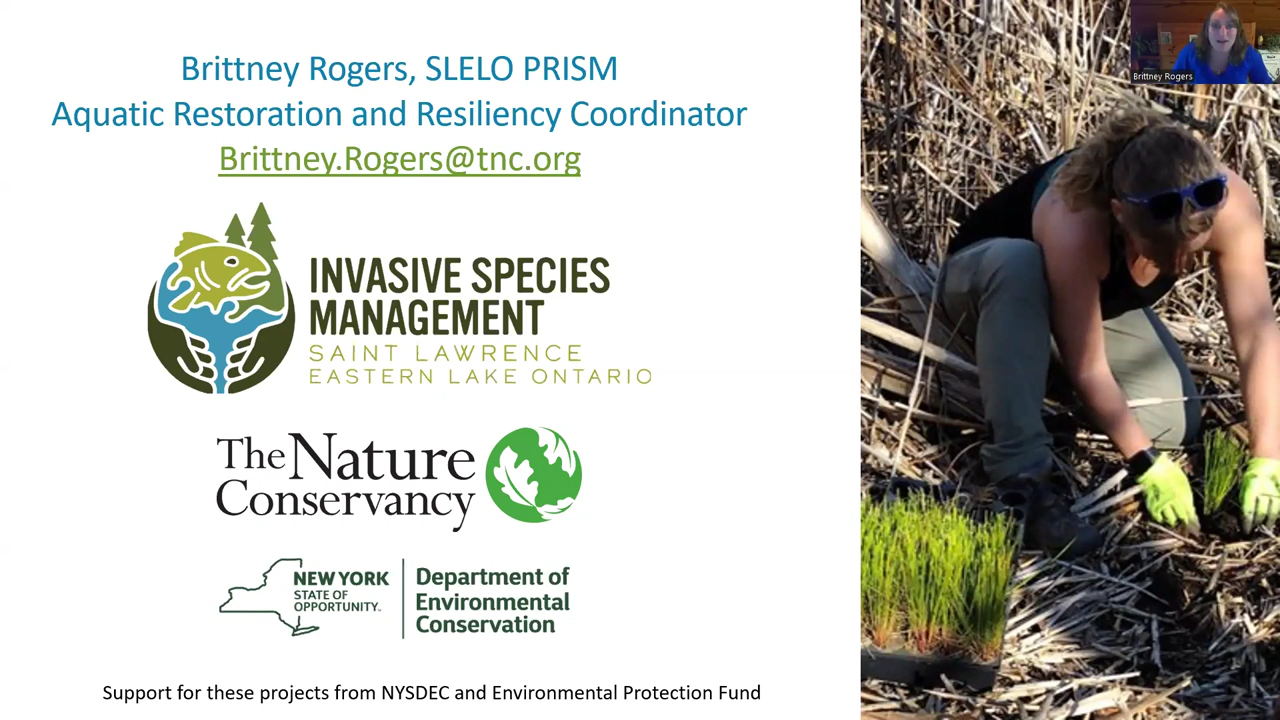 Brittney Rogers, SLELO PRISM
Aquatic Restoration and Resiliency Coordinator
Brittney.Rogers@tnc.org
INVASIVE SPECIES
MANAGEMENT
SAINT LAWRENCE
EASTERN LAKE ONTARIO
The Nature
Conservancy
NEW YORK
STATE OF
OPPORTUNITY™
Department of
Environmental
Conservation
Support for these projects from NYSDEC and Environmental Protection Fund
Brittney Rogers